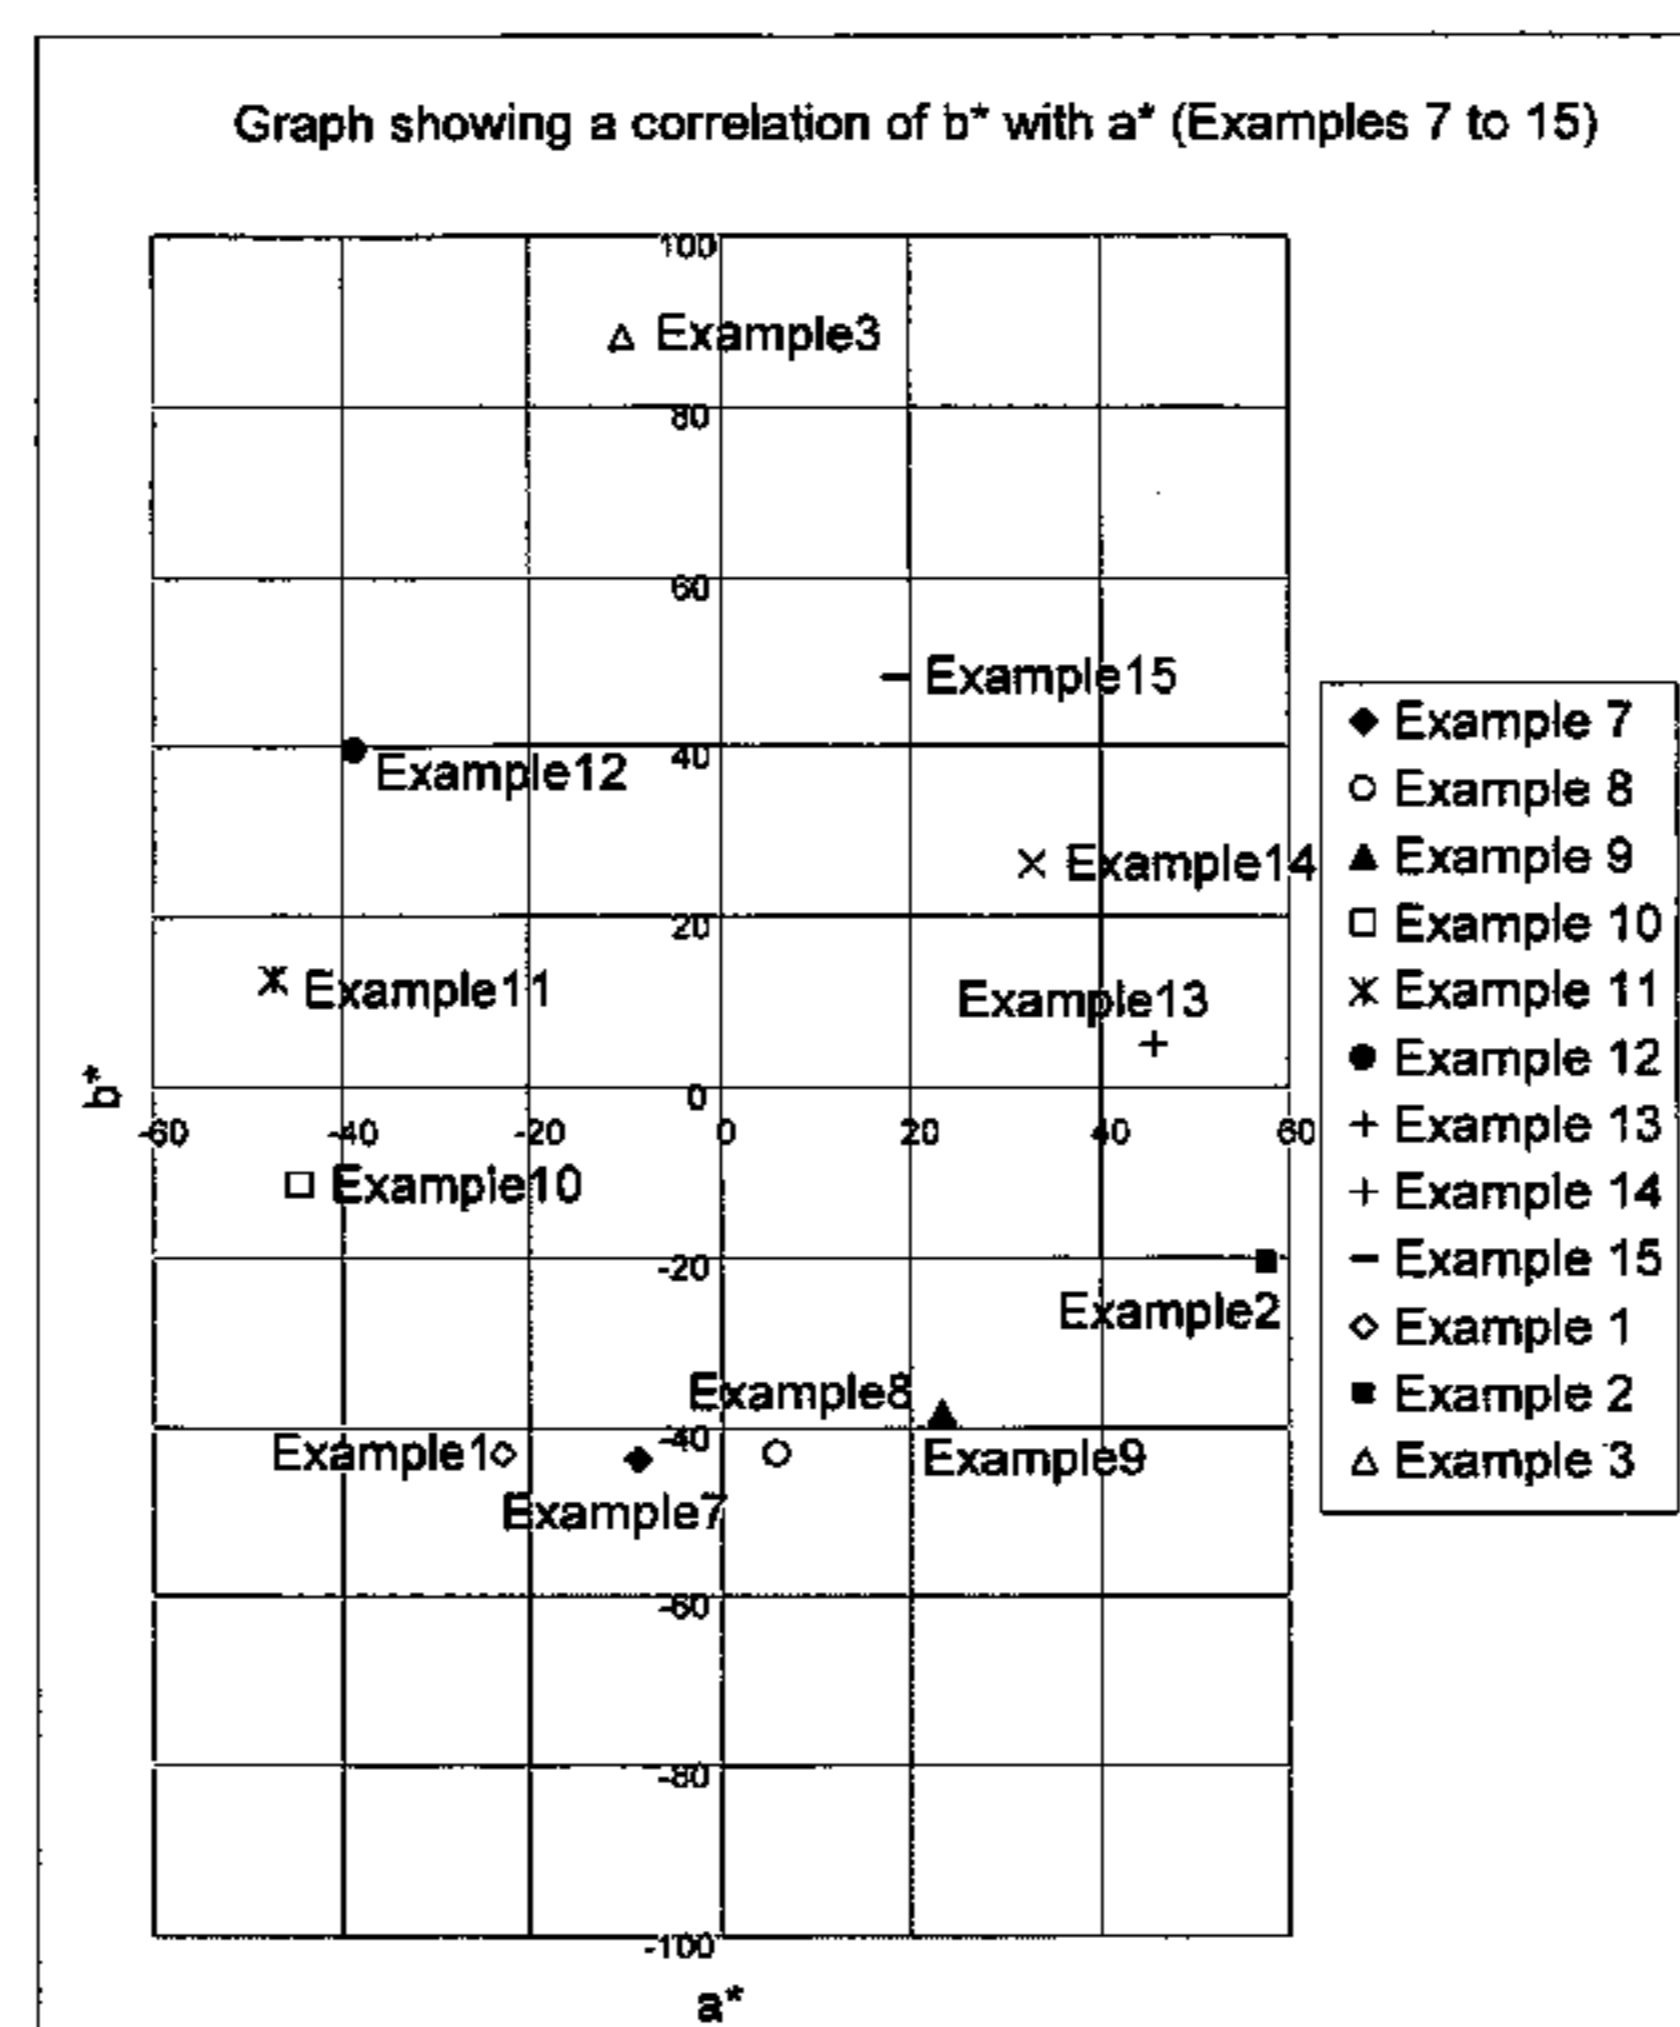 Graph showing a correlation of b* with a* (Examples 7 to 15)
100
Example3
80
60
Example15
40
Example12
Example14
20
Example11
Example13
b*
0
-60 -40 -20 0 20 40 60
Example10
-20
Example2
Example8
-40
Example1
Example9
Example7
-60
-80
-100
a*
Example 7
Example 8
Example 9
Example 10
Example 11
Example 12
Example 13
Example 14
Example 15
Example 1
Example 2
Example 3